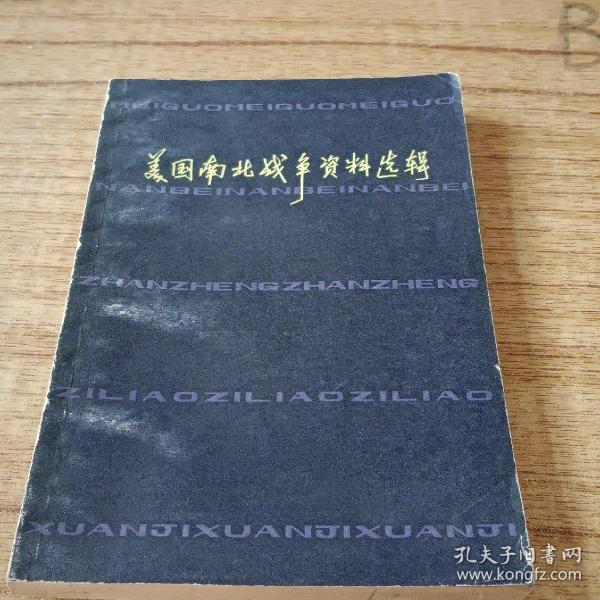 B
MEIGUOMEIGUOMEIGUO
美国南北战争资料选辑
NANBEINANBEINANBEI
ZHANZHENGZHANZHENG
ZILIAOZILIAOZILIAO
XUANJIXUANJIXUANJI
孔夫子旧书网
www.kongfz.com